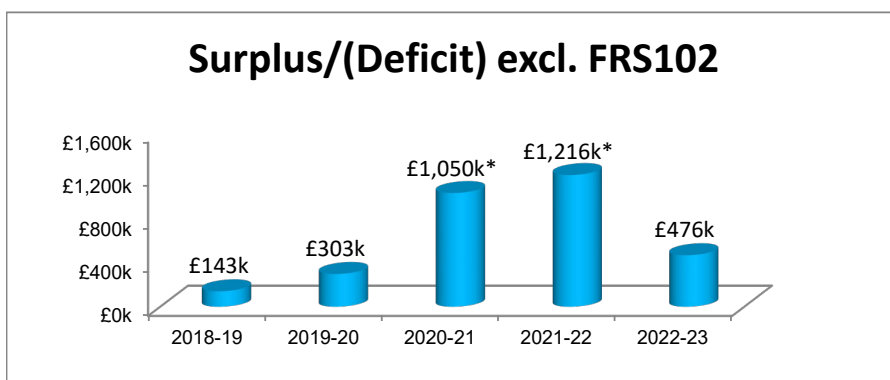 Surplus/(Deficit) excl. FRS102
£1,600k
£1,200k
£800k
£400k
£0k
£143k
£303k
£1,050k*
£1,216k*
£476k
2018-19
2019-20
2020-21
2021-22
2022-23